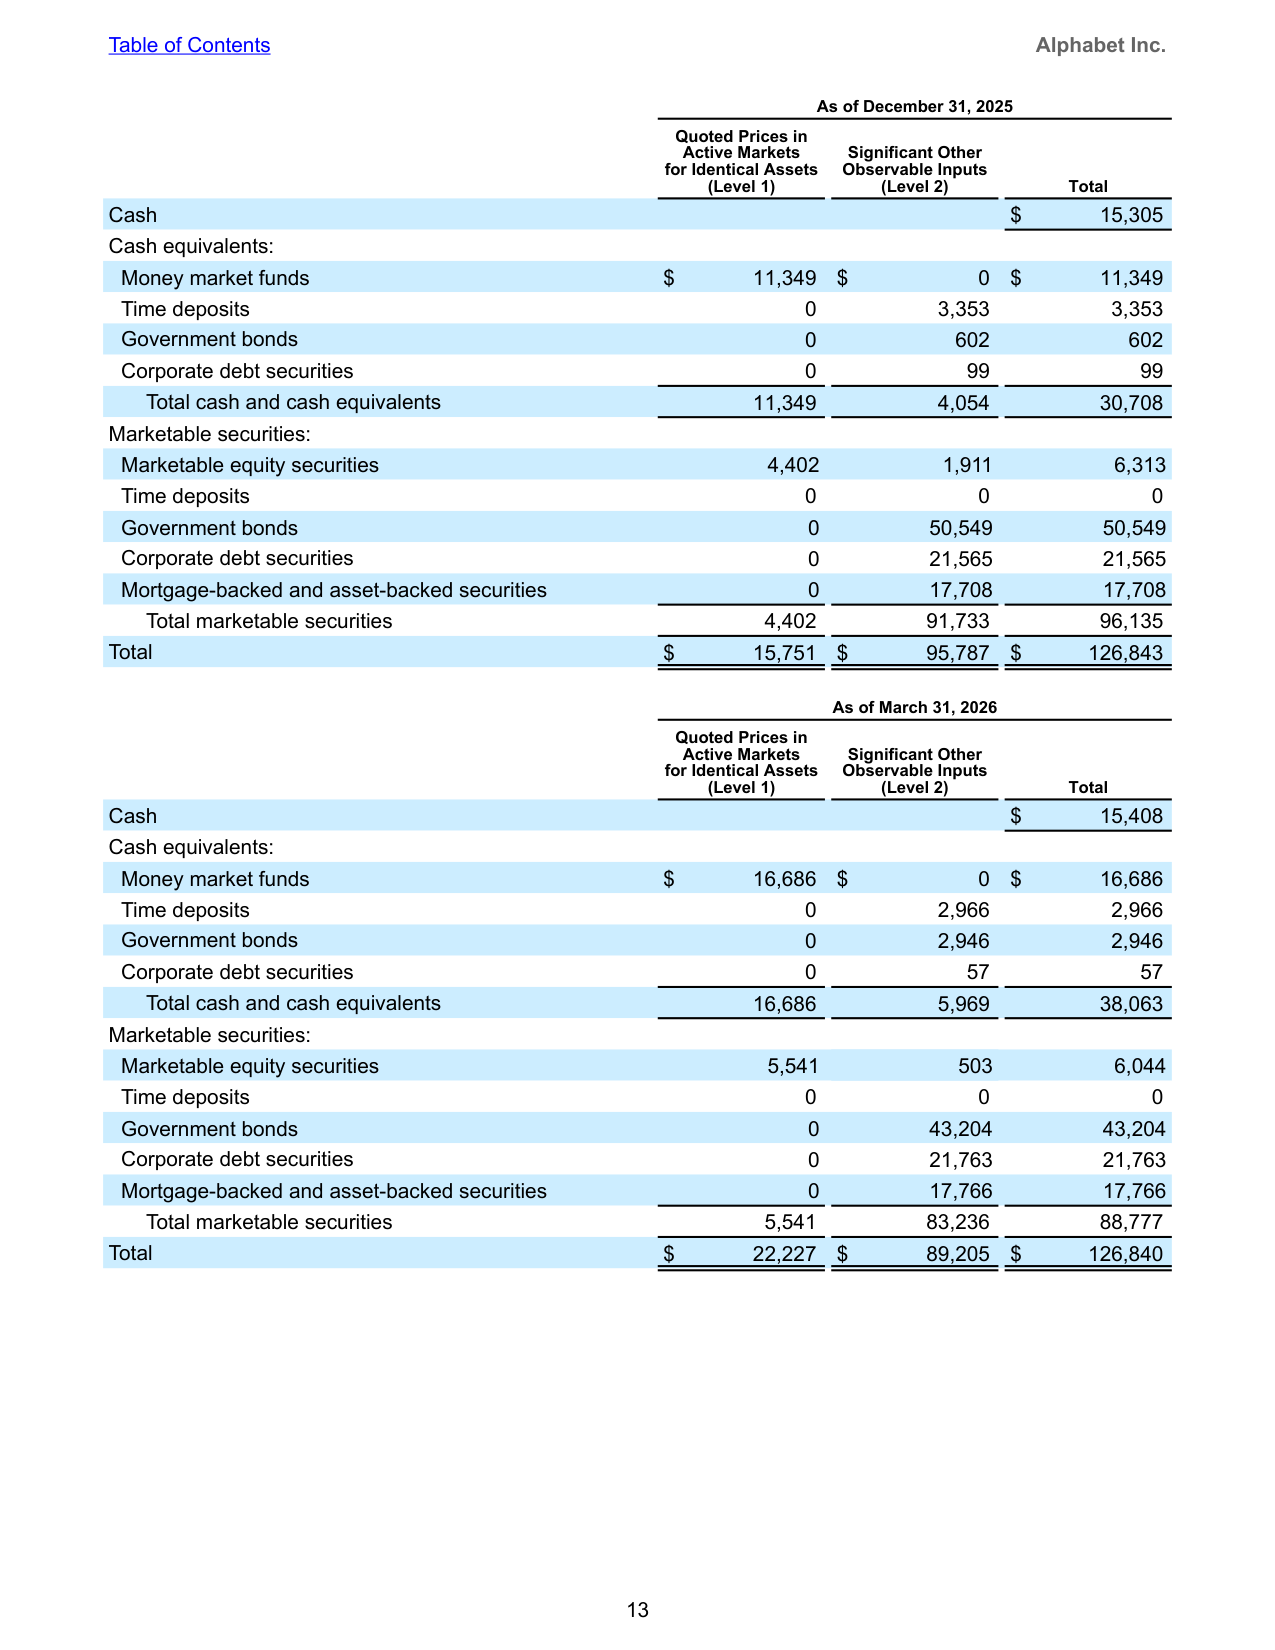 Table of Contents Alphabet Inc.
As of December 31, 2025
Quoted Prices in
Active Markets
for Identical Assets
(Level 1) Significant Other
Observable Inputs
(Level 2) Total
Cash $ 15,305
Cash equivalents:
Money market funds $ 11,349 $ 0 $ 11,349
Time deposits 0 3,353 3,353
Government bonds 0 602 602
Corporate debt securities 0 99 99
Total cash and cash equivalents 11,349 4,054 30,708
Marketable securities:
Marketable equity securities 4,402 1,911 6,313
Time deposits 0 0 0
Government bonds 0 50,549 50,549
Corporate debt securities 0 21,565 21,565
Mortgage-backed and asset-backed securities 0 17,708 17,708
Total marketable securities 4,402 91,733 96,135
Total $ 15,751 $ 95,787 $ 126,843
As of March 31, 2026
Quoted Prices in
Active Markets
for Identical Assets
(Level 1) Significant Other
Observable Inputs
(Level 2) Total
Cash $ 15,408
Cash equivalents:
Money market funds $ 16,686 $ 0 $ 16,686
Time deposits 0 2,966 2,966
Government bonds 0 2,946 2,946
Corporate debt securities 0 57 57
Total cash and cash equivalents 16,686 5,969 38,063
Marketable securities:
Marketable equity securities 5,541 503 6,044
Time deposits 0 0 0
Government bonds 0 43,204 43,204
Corporate debt securities 0 21,763 21,763
Mortgage-backed and asset-backed securities 0 17,766 17,766
Total marketable securities 5,541 83,236 88,777
Total $ 22,227 $ 89,205 $ 126,840
13